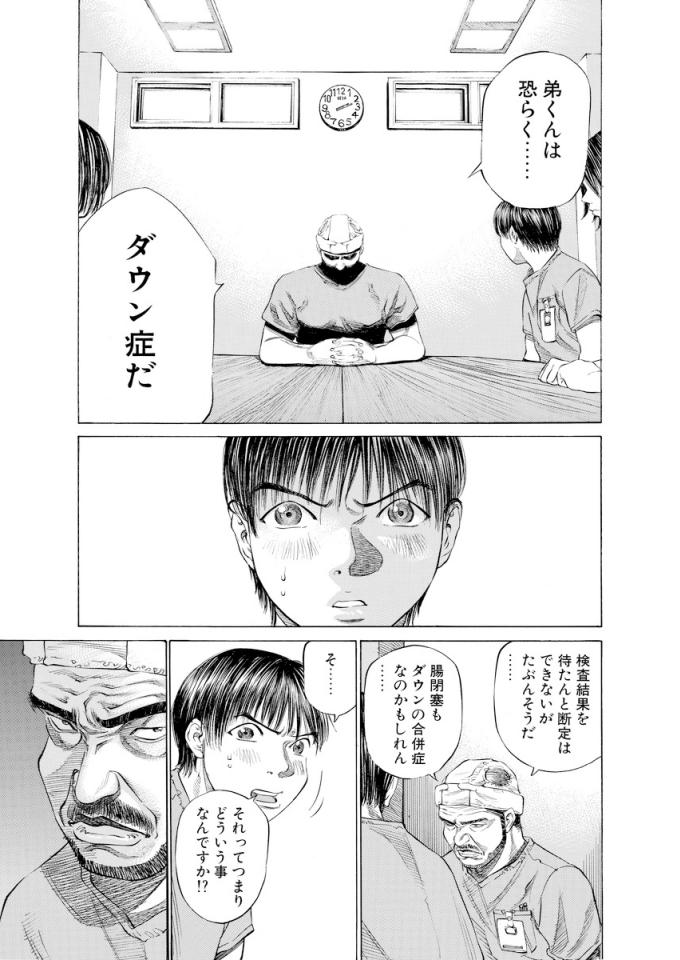 弟くんは
恐らく……
ダウン症だ
検査結果を
待たんと断定は
できないが
たぶんそうだ
……
腸閉塞も
ダウンの合併症
なのかもしれん
……
そ…
それってつまり
どういう事
なんですか!?